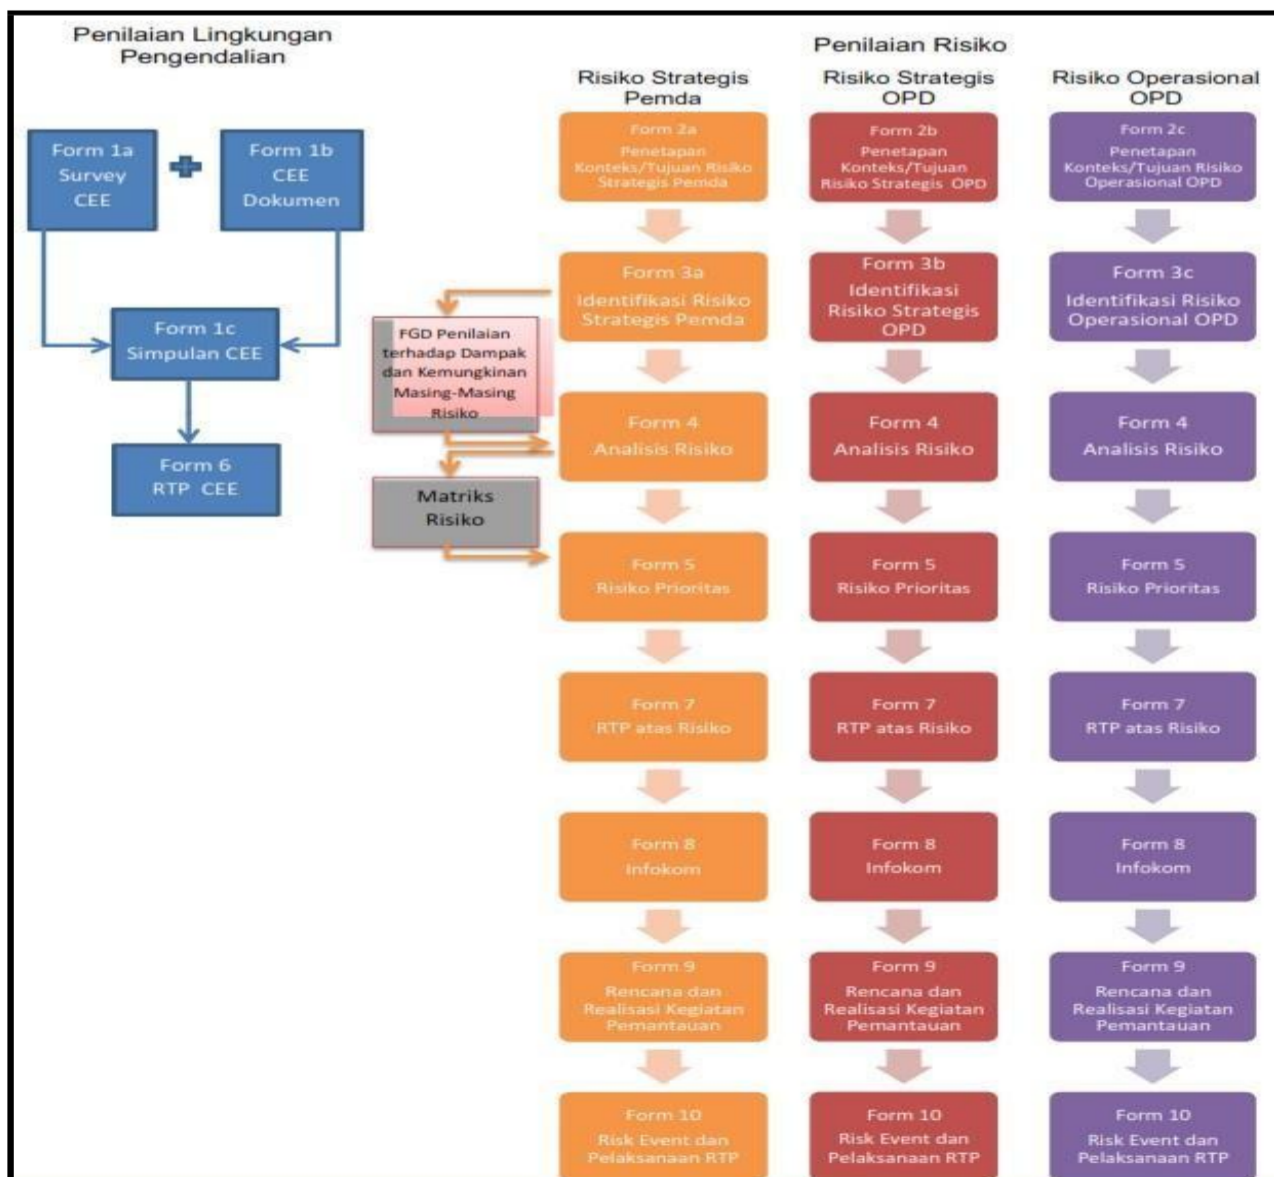 Penilaian Lingkungan
Pengendalian
Form 1a
Survey
CEE
Form 1b
CEE
Dokumen
Form 1c
Simpulan CEE
Form 6
RTP CEE
FGD Penilaian
terhadap Dampak
dan Kemungkinan
Masing-Masing
Risiko
Matriks
Risiko
Penilaian Risiko
Risiko Strategis
Pemda
Form 2a
Penetapan
Konteks/Tujuan Risiko
Strategis Pemda
Form 3a
Identifikasi Risiko
Strategis Pemda
Form 4
Analisis Risiko
Form 5
Risiko Prioritas
Form 7
RTP atas Risiko
Form 8
Infokom
Form 9
Rencana dan
Realisasi Kegiatan
Pemantauan
Form 10
Risk Event dan
Pelaksanaan RTP
Risiko Strategis
OPD
Form 2b
Penetapan
Konteks/Tujuan
Risiko Strategis OPD
Form 3b
Identifikasi
Risiko Strategis
OPD
Form 4
Analisis Risiko
Form 5
Risiko Prioritas
Form 7
RTP atas Risiko
Form 8
Infokom
Form 9
Rencana dan
Realisasi Kegiatan
Pemantauan
Form 10
Risk Event dan
Pelaksanaan RTP
Risiko Operasional
OPD
Form 2c
Penetapan
Konteks/Tujuan Risiko
Operasional OPD
Form 3c
Identifikasi Risiko
Operasional OPD
Form 4
Analisis Risiko
Form 5
Risiko Prioritas
Form 7
RTP atas Risiko
Form 8
Infokom
Form 9
Rencana dan
Realisasi Kegiatan
Pemantauan
Form 10
Risk Event dan
Pelaksanaan RTP